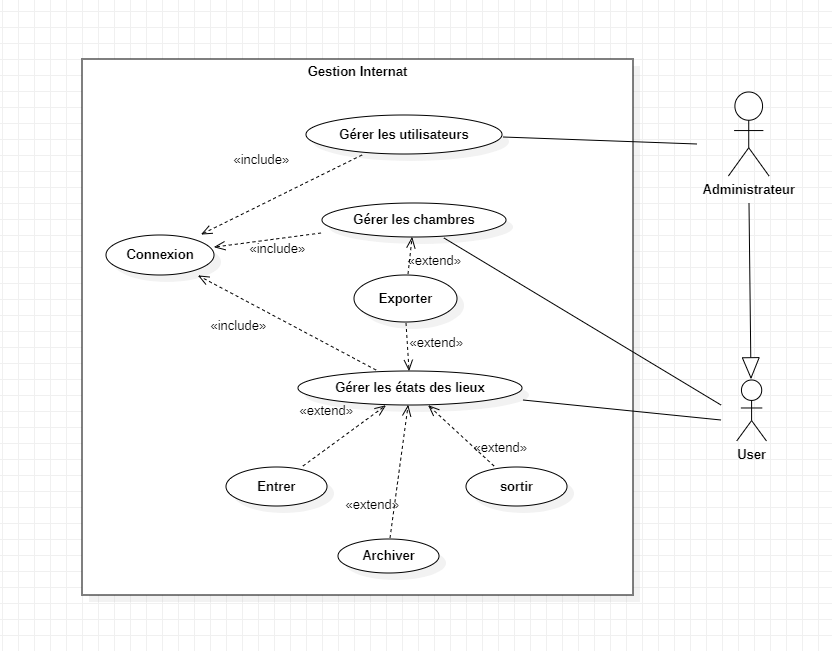 Gestion Internat
Gérer les utilisateurs
«include»
Administrateur
Gérer les chambres
«include»
Connexion
«extend»
Exporter
«include»
«extend»
Gérer les états des lieux
«extend»
«extend»
User
Entrer
sortir
«extend»
Archiver